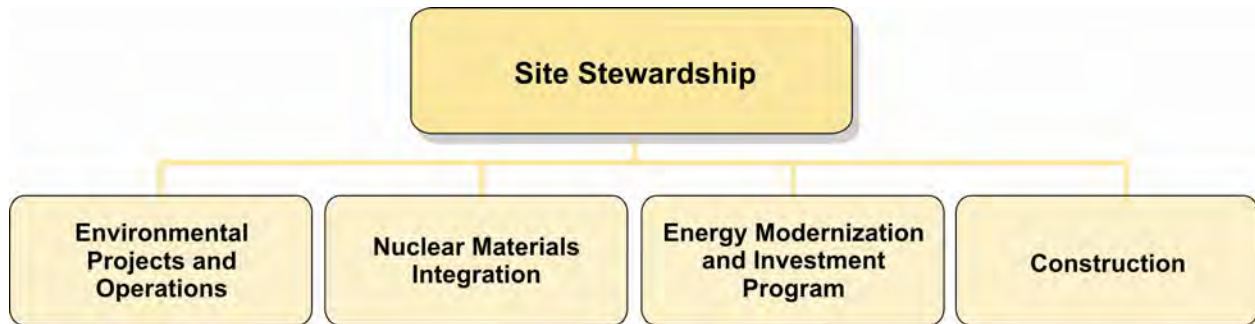 Site Stewardship
Environmental
Projects and
Operations
Nuclear Materials
Integration
Energy Modernization
and Investment
Program
Construction